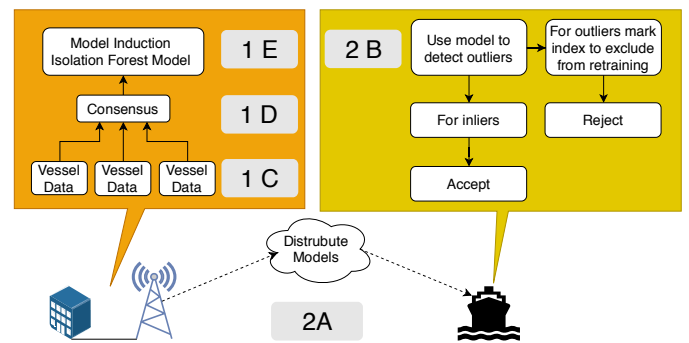 Model Induction
Isolation Forest Model
1 E
Consensus
1 D
Vessel
Data
Vessel
Data
Vessel
Data
1 C
2 B
Use model to
detect outliers
For outliers mark
index to exclude
from retraining
For inliers
Reject
Accept
Distrubute
Models
2A